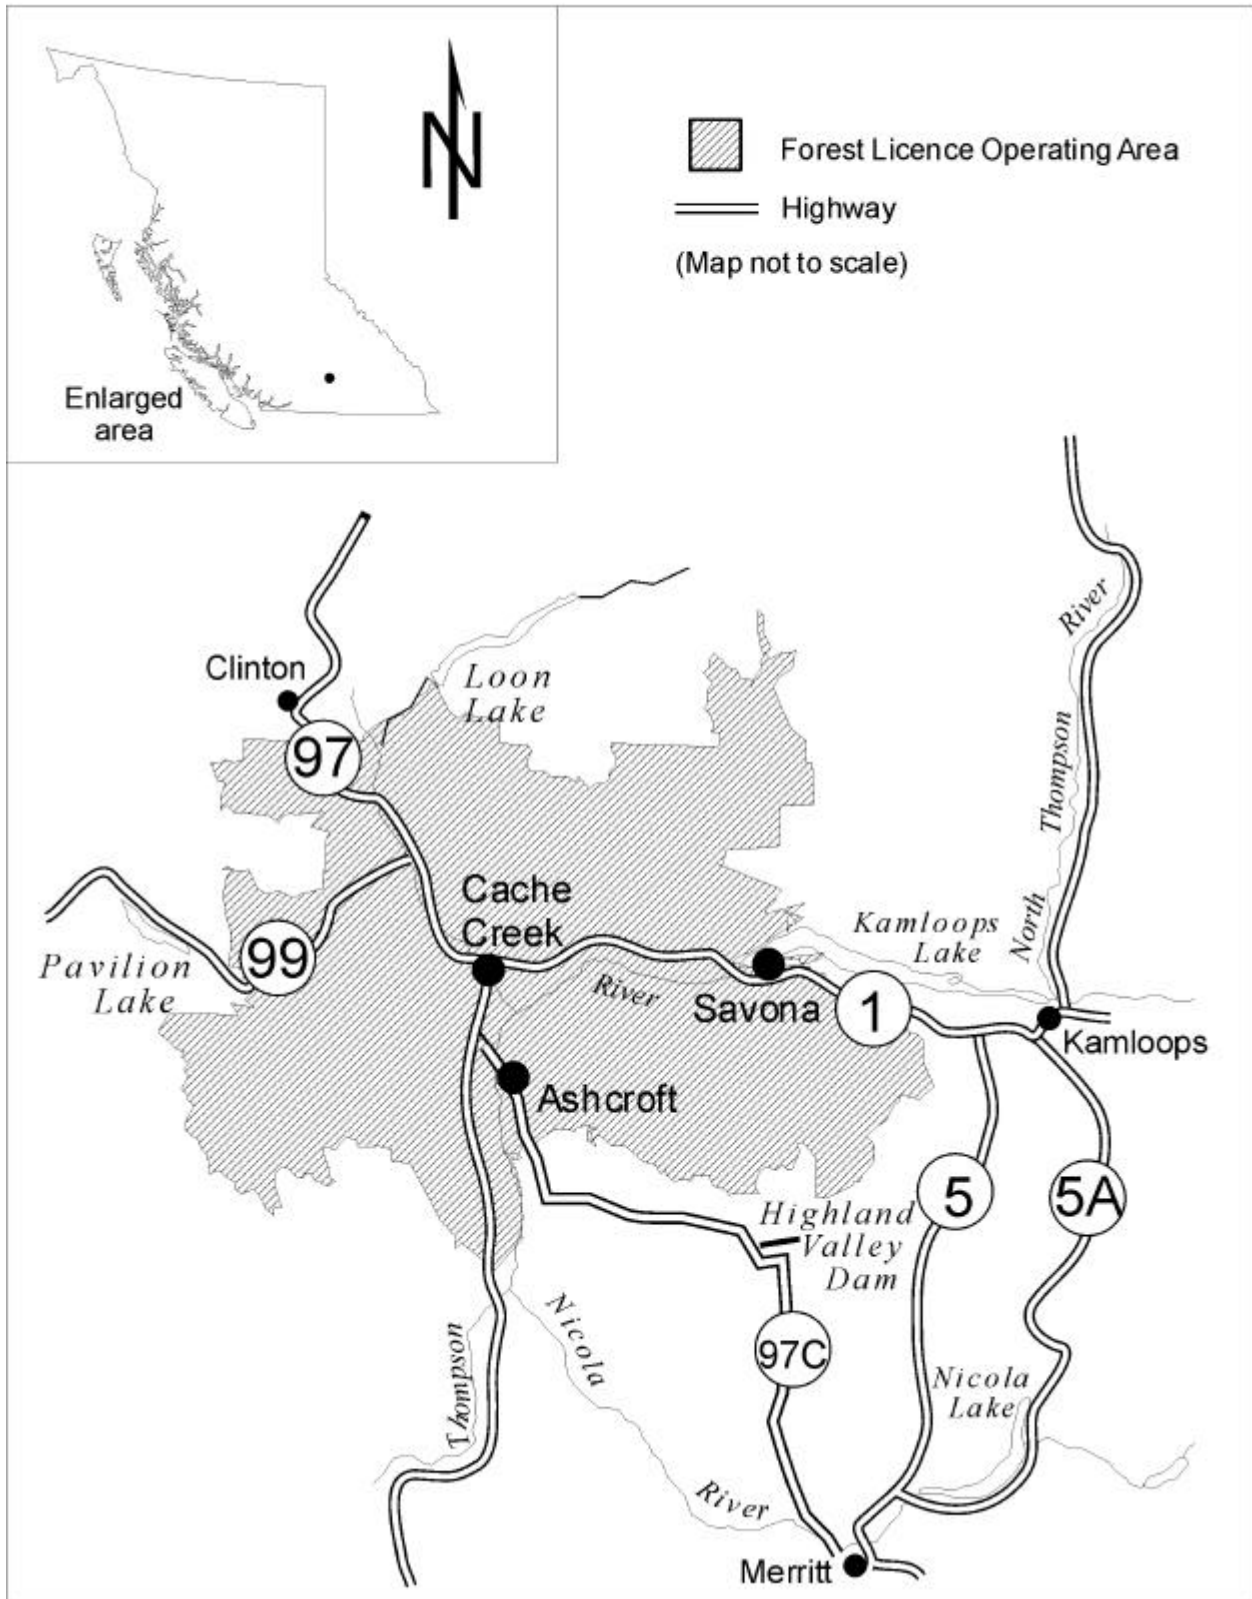 N
Enlarged
area
Forest Licence Operating Area
Highway
(Map not to scale)
Clinton
Loon
Lake
97
River
Thompson
North
Cache
Creek
99
Pavilion
Lake
Kamloops
Lake
River
Savona
1
Kamloops
Ashcroft
5
5A
Highland
Valley
Dam
Nicola
97C
Thompson
Nicola
Lake
River
Merritt